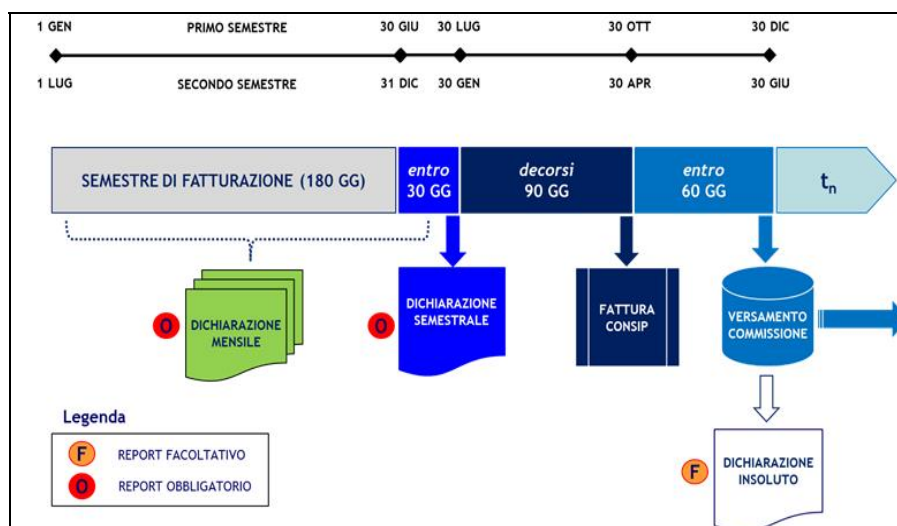 1 GEN PRIMO SEMESTRE 30 GIU 30 LUG 30 OTT 30 DIC
1 LUG SECONDO SEMESTRE 31 DIC 30 GEN 30 APR 30 GIU
SEMESTRE DI FATTURAZIONE (180 GG)
entro
30 GG
decorsi
90 GG
entro
60 GG
tn
O
DICHIARAZIONE
MENSILE
O
DICHIARAZIONE
SEMESTRALE
FATTURA
CONSIP
VERSAMENTO
COMMISSIONE
Legenda
F REPORT FACOLTATIVO
O REPORT OBBLIGATORIO
F
DICHIARAZIONE
INSOLUTO